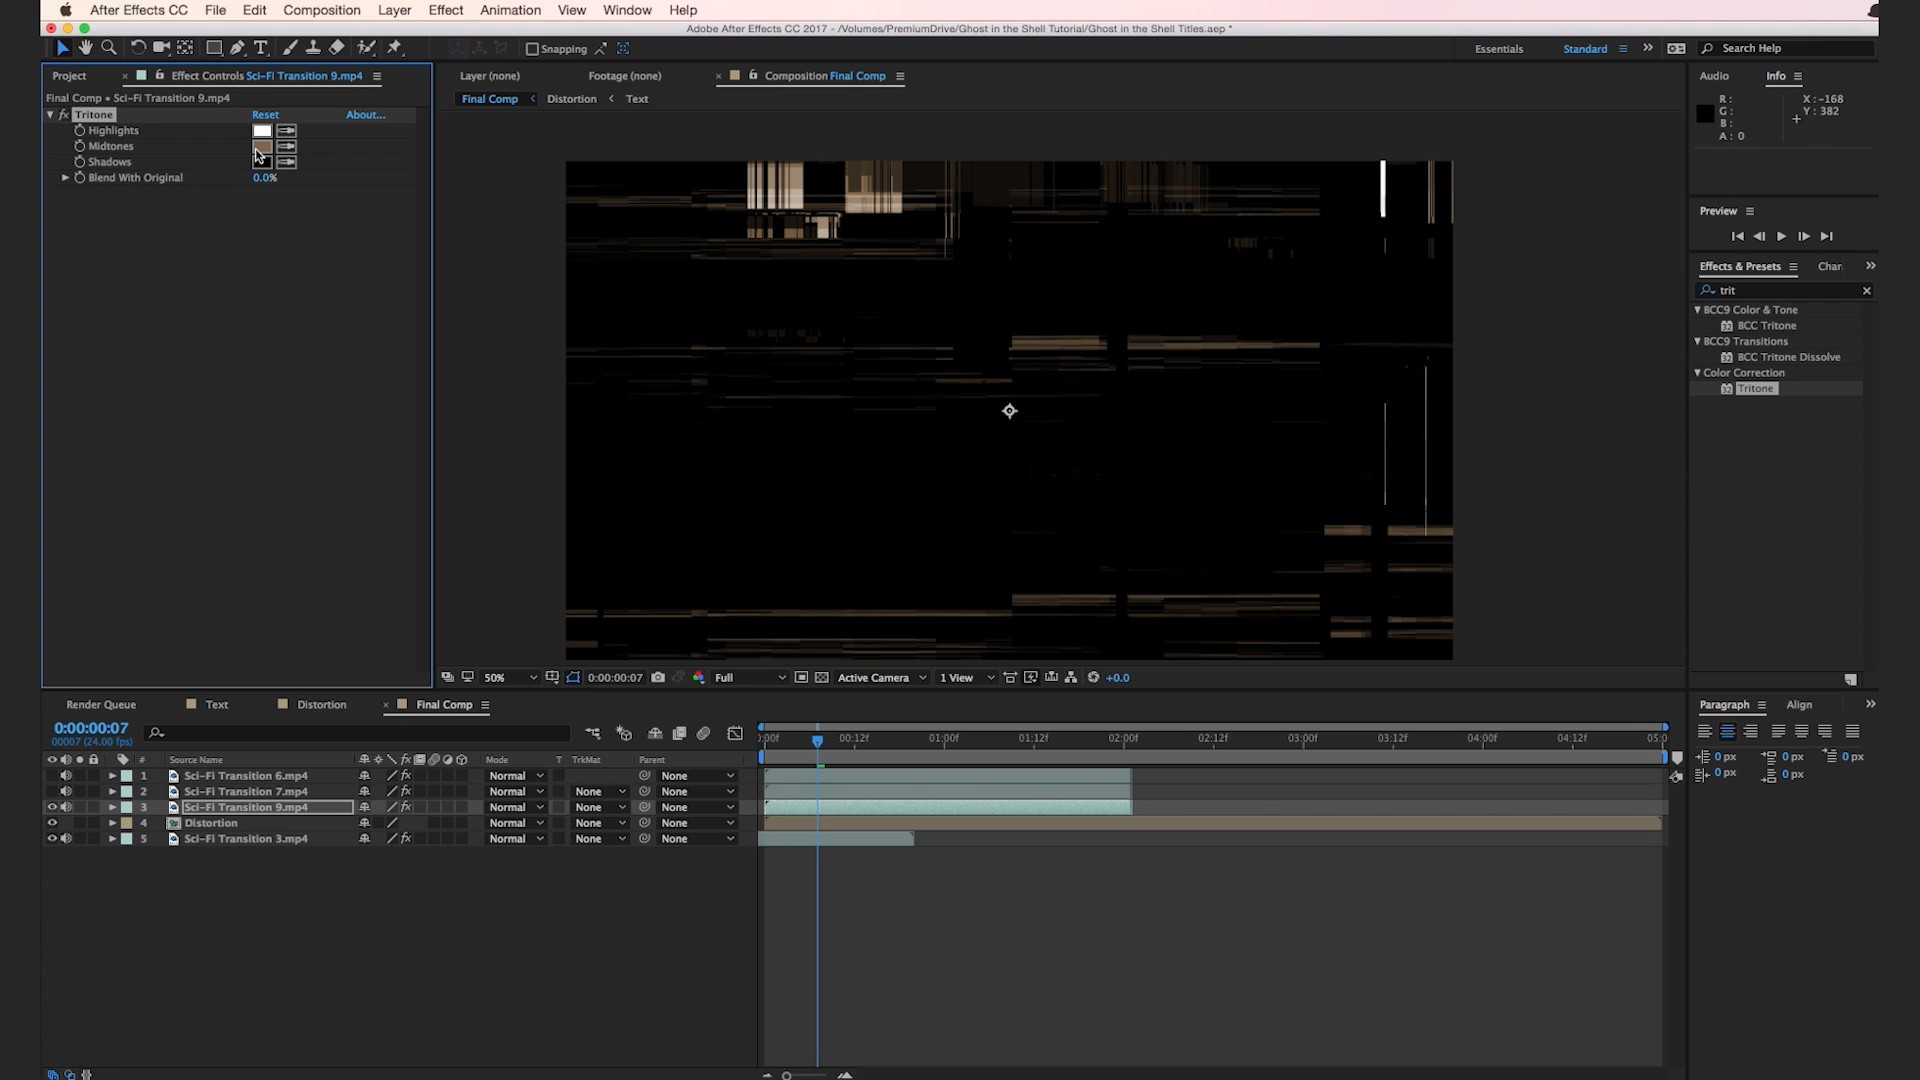 After Effects CC File Edit Composition Layer Effect Animation View Window Help
Adobe After Effects CC 2017 - /Volumes/PremiumDrive/Ghost in the Shell Tutorial/Ghost in the Shell Titles.aep *
Snapping Essentials Standard Search Help
Project Effect Controls Sci-Fi Transition 9.mp4 Layer (none) Footage (none) Composition Final Comp Audio Info
Final Comp • Sci-Fi Transition 9.mp4 Final Comp Distortion Text
R: X: -168
G: Y: 382
B:
A: 0
fx Tritone Reset About...
Highlights
Midtones
Shadows
Blend With Original 0.0%
Preview
Effects & Presets Char
trit
BCC9 Color & Tone
BCC Tritone
BCC9 Transitions
BCC Tritone Dissolve
Color Correction
Tritone
50% 0:00:00:07 Full Active Camera 1 View +0.0
Render Queue Text Distortion Final Comp Paragraph Align
0:00:00:07
00007 (24.00 fps)
:00f 00:12f 01:00f 01:12f 02:00f 02:12f 03:00f 03:12f 04:00f 04:12f 05:0
# Source Name fx Mode T TrkMat Parent
1 Sci-Fi Transition 6.mp4 fx Normal None
2 Sci-Fi Transition 7.mp4 fx Normal None None
3 Sci-Fi Transition 9.mp4 fx Normal None None
4 Distortion Normal None None
5 Sci-Fi Transition 3.mp4 fx Normal None None
0 px 0 px 0 px
0 px 0 px